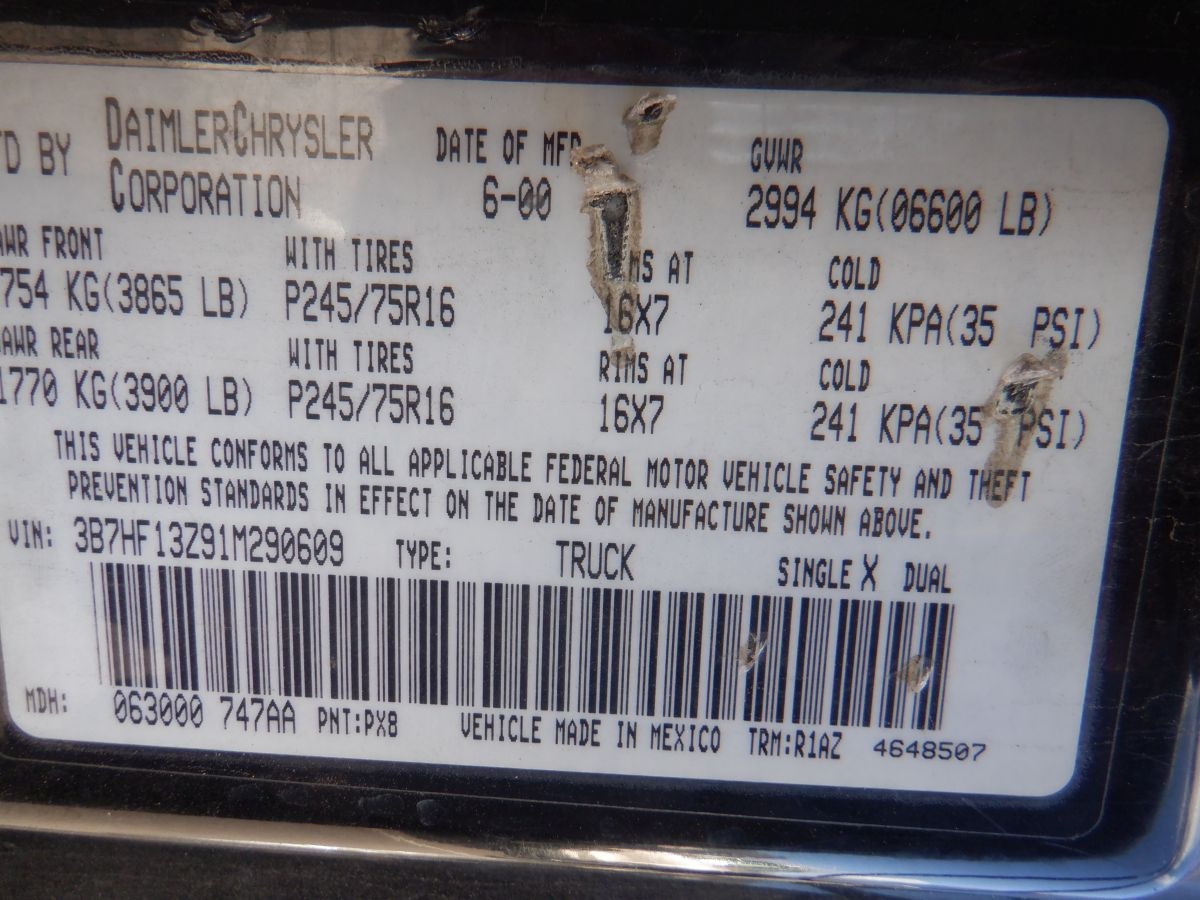 'D BY DAIMLERCHRYSLER CORPORATION DATE OF MFR 6-00 GVWR
2994 KG(06600 LB)
AWR FRONT WITH TIRES MS AT COLD
754 KG(3865 LB) P245/75R16 16X7 241 KPA(35 PSI)
AWR REAR WITH TIRES RIMS AT COLD
1770 KG(3900 LB) P245/75R16 16X7 241 KPA(35 PSI)
THIS VEHICLE CONFORMS TO ALL APPLICABLE FEDERAL MOTOR VEHICLE SAFETY AND THEFT
PREVENTION STANDARDS IN EFFECT ON THE DATE OF MANUFACTURE SHOWN ABOVE.
VIN: 3B7HF13Z91M290609 TYPE: TRUCK SINGLE X DUAL
MDH: 063000 747AA PNT:PX8 VEHICLE MADE IN MEXICO TRM:R1AZ 4648507